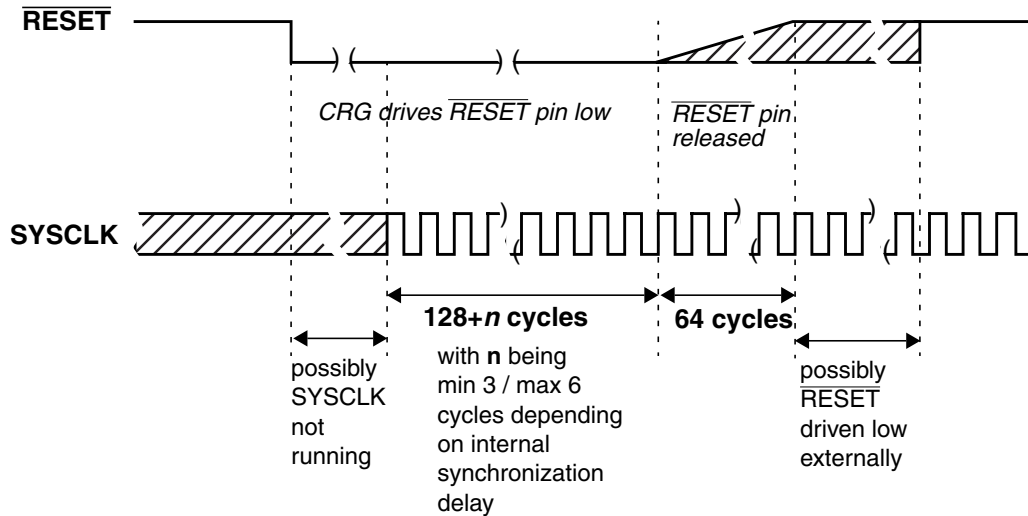 RESET
CRG drives RESET pin low
RESET pin
released
SYSCLK
128+n cycles
with n being
min 3 / max 6
cycles depending
on internal
synchronization
delay
64 cycles
possibly
SYSCLK
not
running
possibly
RESET
driven low
externally